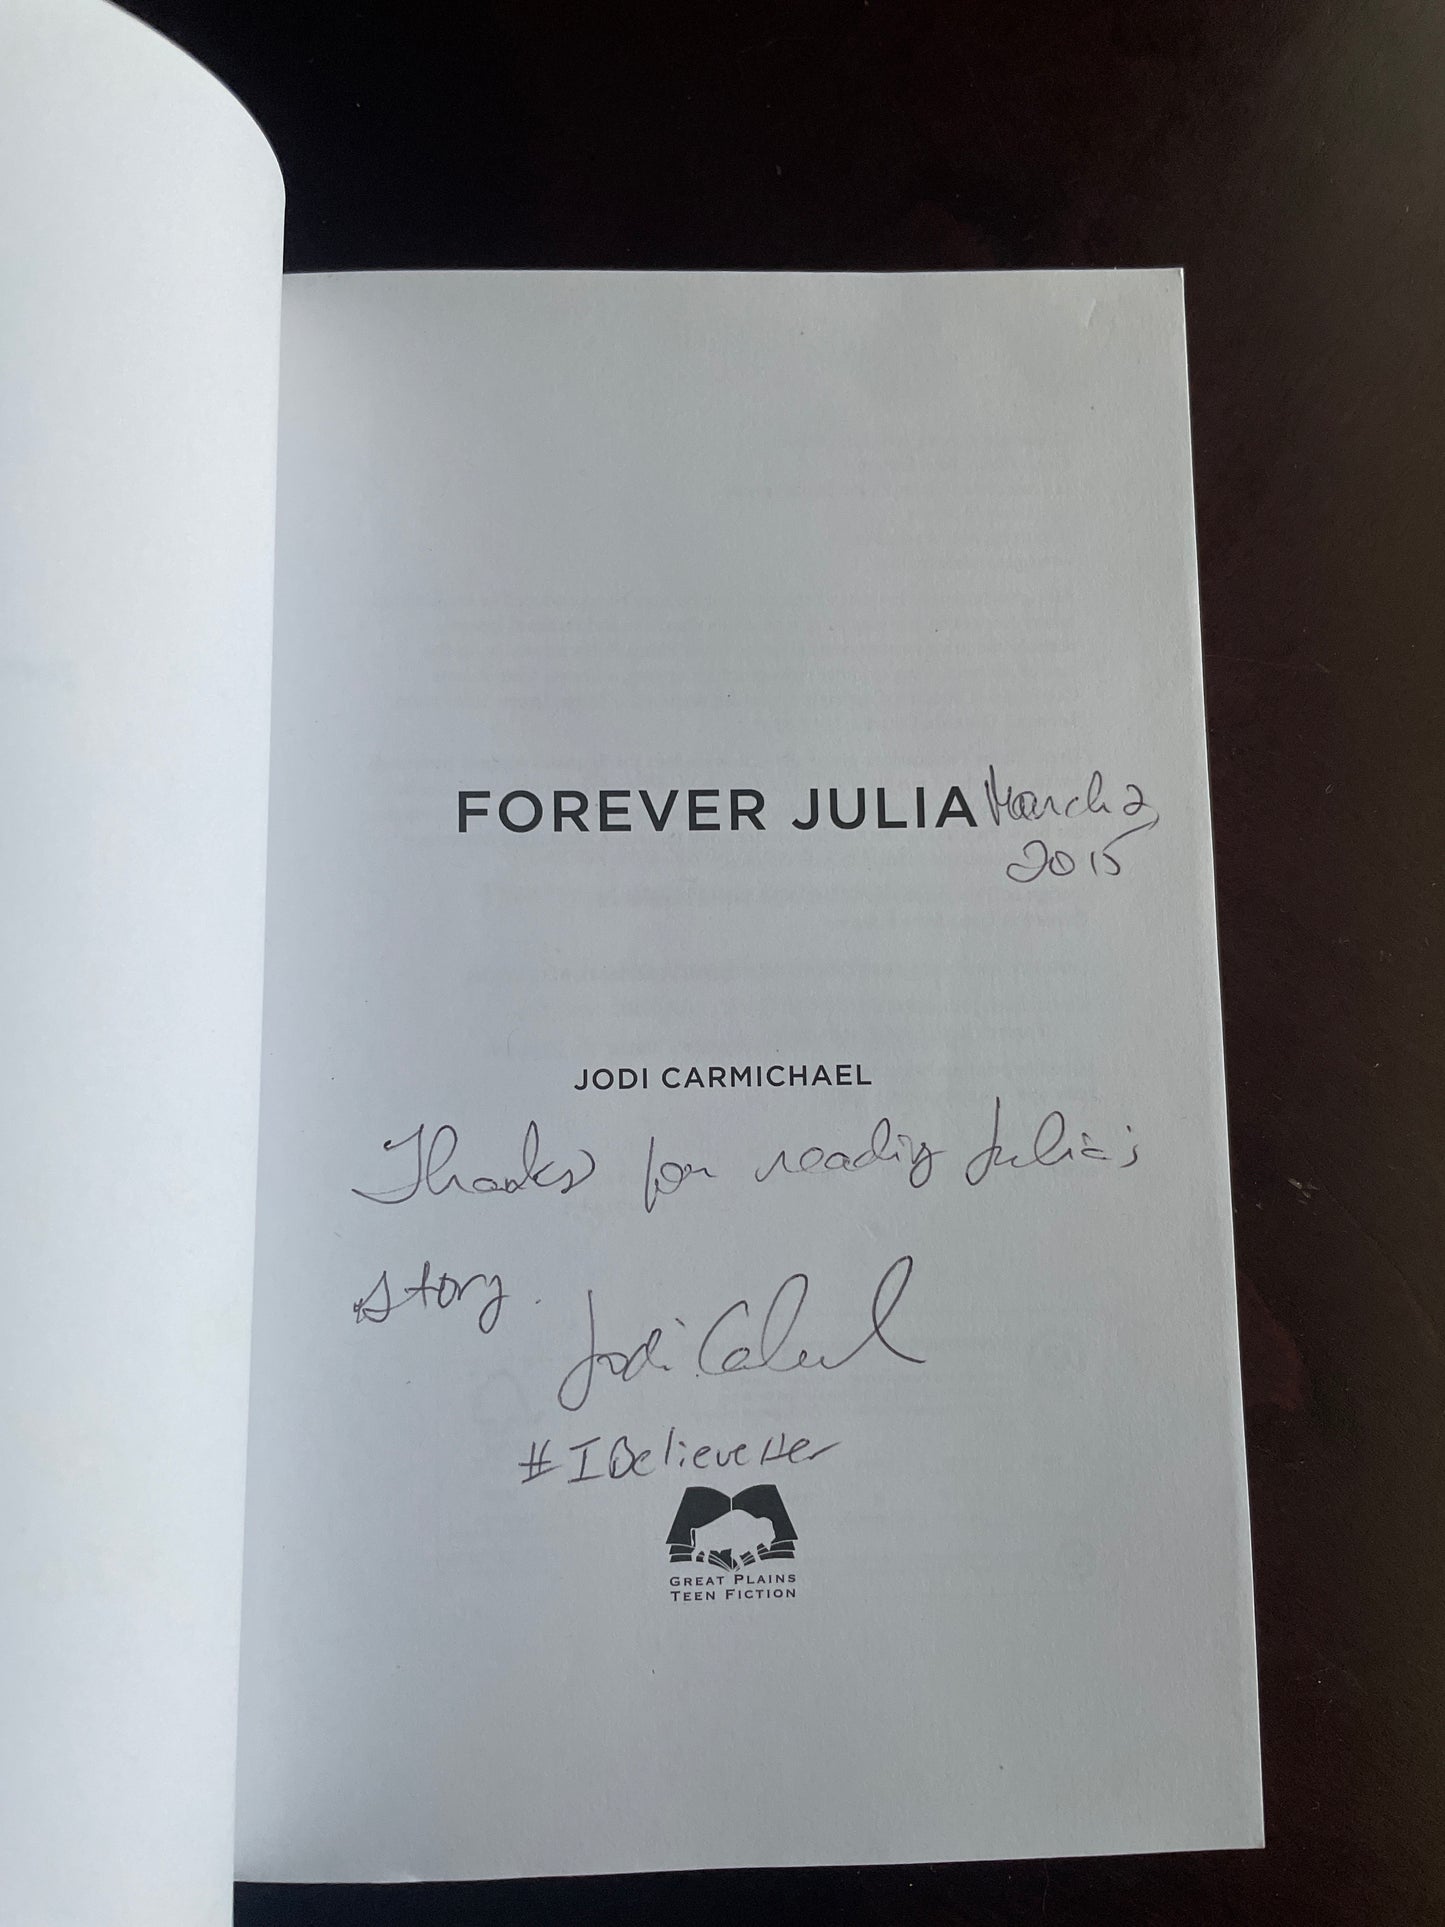 FOREVER JULIA March 2,
2015
JODI CARMICHAEL
Thanks for reading Julia's
story.
Jodi Carmichael
#IBelieveHer
GREAT PLAINS
TEEN FICTION